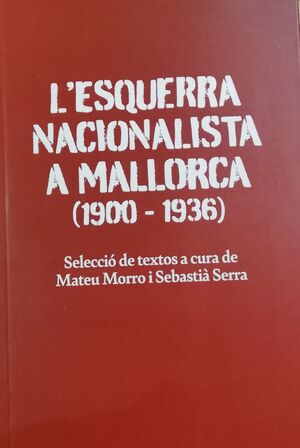 L'ESQUERRA
NACIONALISTA
A MALLORCA
(1900 - 1936)
Selecció de textos a cura de
Mateu Morro i Sebastià Serra